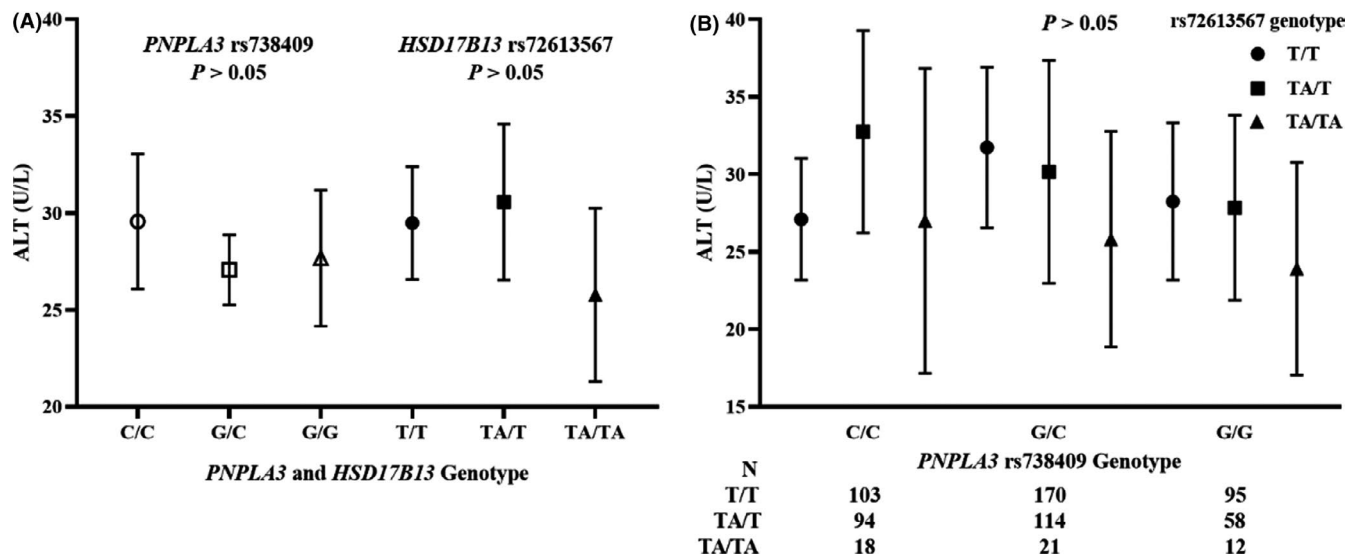 (A)
PNPLA3 rs738409
P > 0.05
HSD17B13 rs72613567
P > 0.05
ALT (U/L)
40
35
30
25
20
C/C G/C G/G T/T TA/T TA/TA
PNPLA3 and HSD17B13 Genotype
(B)
P > 0.05
rs72613567 genotype
T/T
TA/T
TA/TA
ALT (U/L)
40
35
30
25
20
15
C/C G/C G/G
PNPLA3 rs738409 Genotype
N
T/T 103 170 95
TA/T 94 114 58
TA/TA 18 21 12